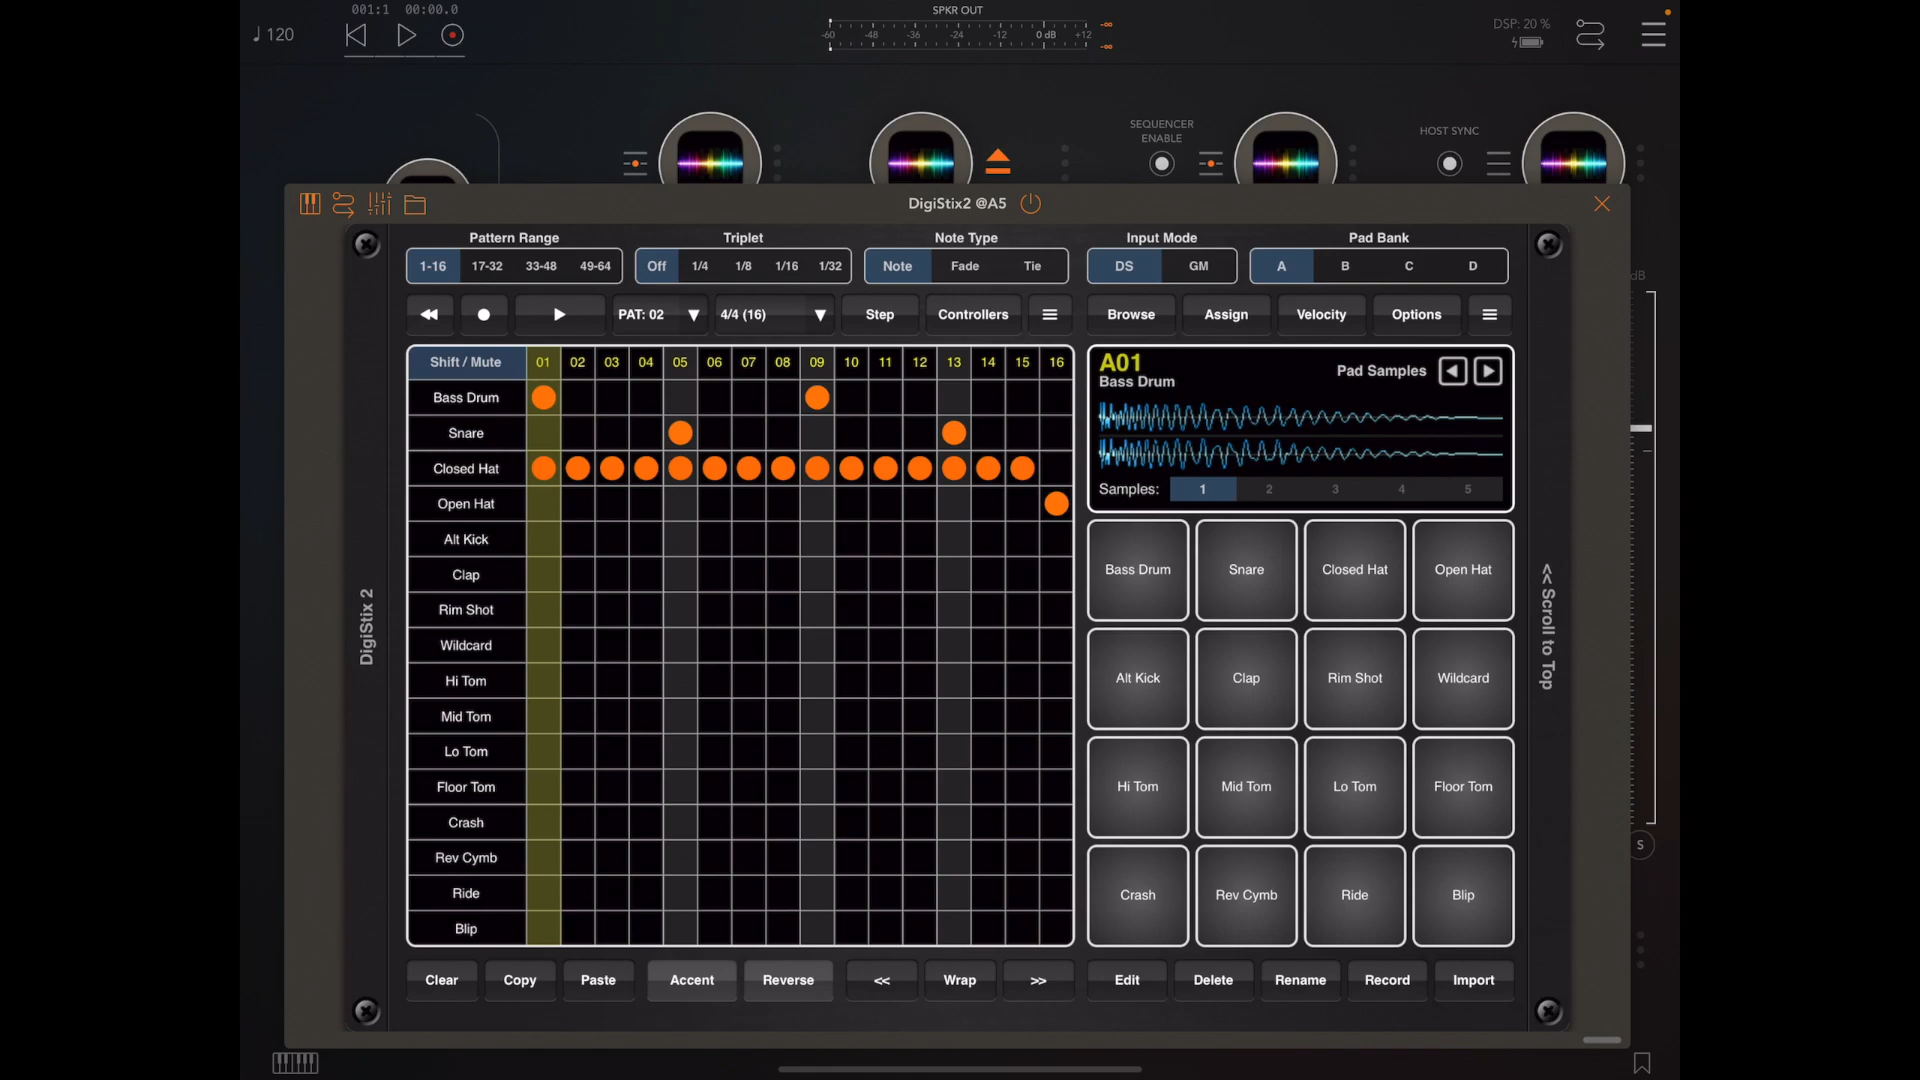 001:1 00:00.0
♩ 120
SPKR OUT
-60 -48 -36 -24 -12 0 dB +12
-∞
-∞
DSP: 20 %
SEQUENCER
ENABLE
HOST SYNC
DigiStix2 @A5
Pattern Range Triplet Note Type Input Mode Pad Bank
1-16 17-32 33-48 49-64 Off 1/4 1/8 1/16 1/32 Note Fade Tie DS GM A B C D
PAT: 02 ▼ 4/4 (16) ▼ Step Controllers Browse Assign Velocity Options
Shift / Mute 01 02 03 04 05 06 07 08 09 10 11 12 13 14 15 16
Bass Drum
Snare
Closed Hat
Open Hat
Alt Kick
Clap
Rim Shot
Wildcard
Hi Tom
Mid Tom
Lo Tom
Floor Tom
Crash
Rev Cymb
Ride
Blip
A01
Bass Drum
Pad Samples
Samples: 1 2 3 4 5
Bass Drum Snare Closed Hat Open Hat
Alt Kick Clap Rim Shot Wildcard
Hi Tom Mid Tom Lo Tom Floor Tom
Crash Rev Cymb Ride Blip
Clear Copy Paste Accent Reverse << Wrap >> Edit Delete Rename Record Import
DigiStix 2
<< Scroll to Top
dB
S